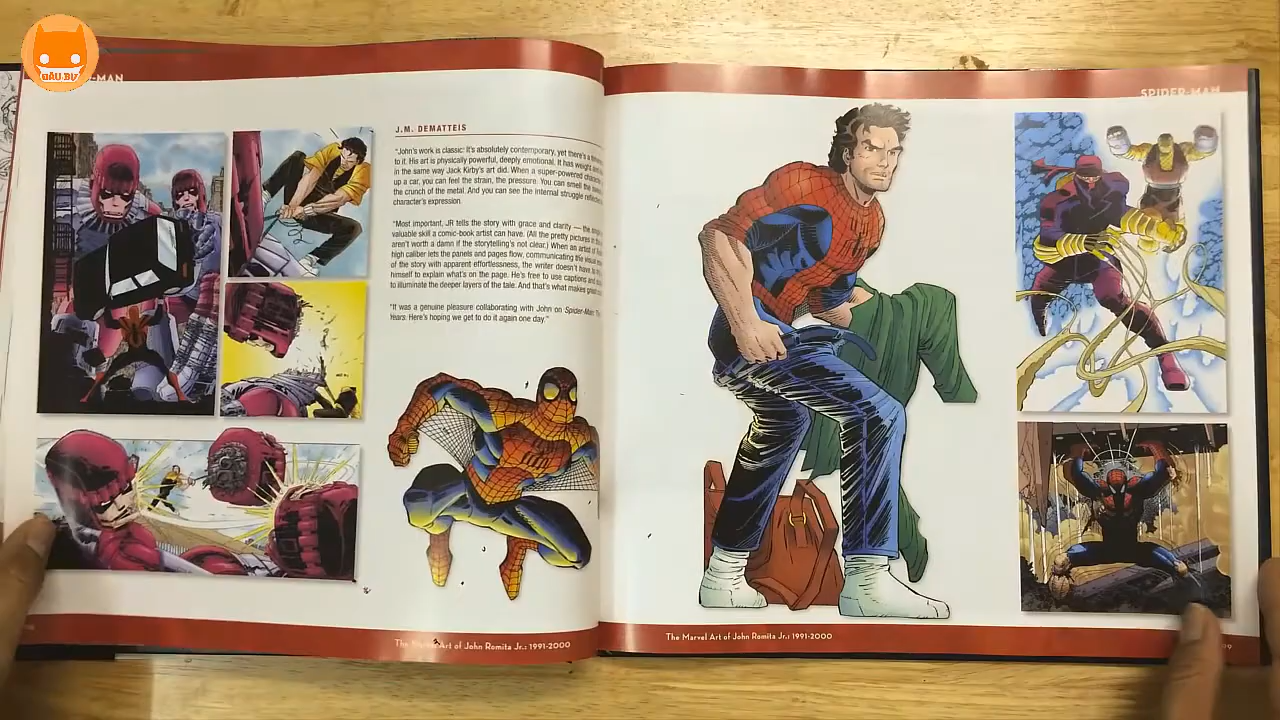 GẤU BỰ
-MAN
J.M. DEMATTEIS
"John's work is classic: It's absolutely contemporary, yet there's a
to it. His art is physically powerful, deeply emotional. It has weight
in the same way Jack Kirby's art did. When a super-powered
up a car, you can feel the strain, the pressure. You can smell the
the crunch of the metal. And you can see the internal struggle
character's expression.
"Most important, JR tells the story with grace and clarity — the
valuable skill a comic-book artist can have. (All the pretty pictures in
aren't worth a damn if the storytelling's not clear.) When an artist of
high caliber lets the panels and pages flow, communicating the visual
of the story with apparent effortlessness, the writer doesn't have to
himself to explain what's on the page. He's free to use captions and
to illuminate the deeper layers of the tale. And that's what makes great
"It was a genuine pleasure collaborating with John on Spider-Man: The
Years. Here's hoping we get to do it again one day."
The Marvel Art of John Romita Jr.: 1991-2000
SPIDER-MAN
The Marvel Art of John Romita Jr.: 1991-2000